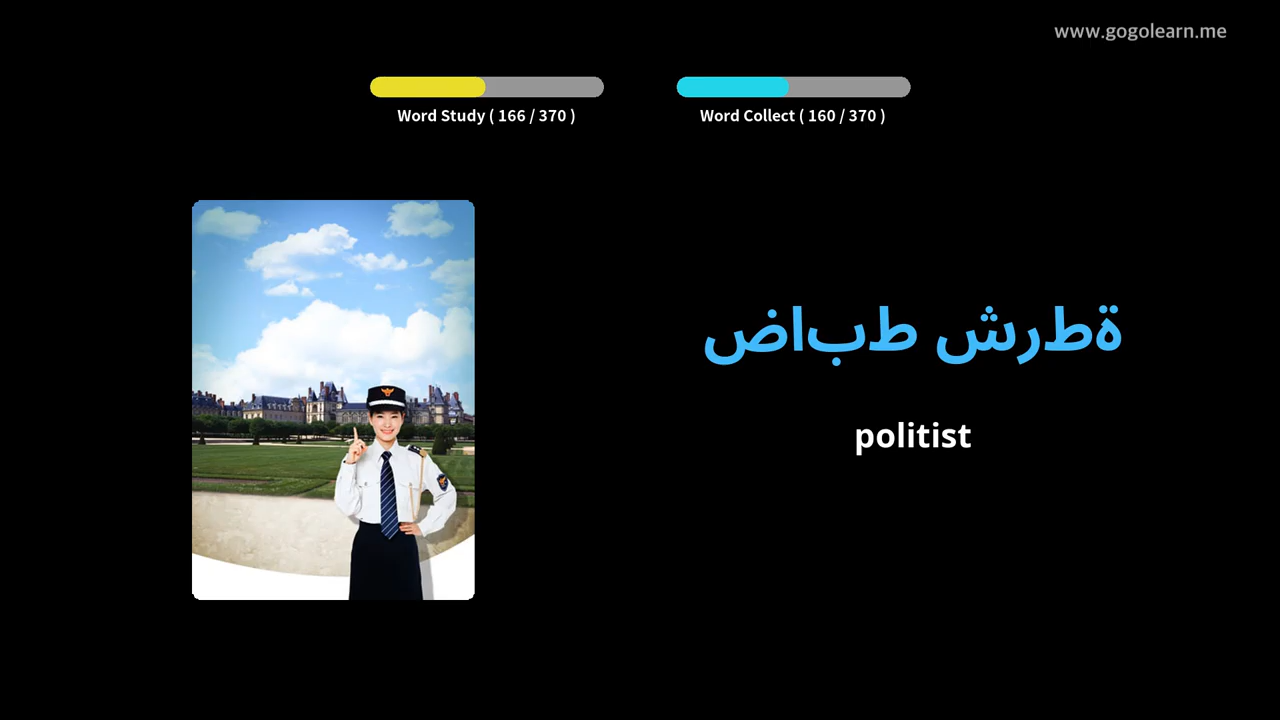 www.gogolearn.me
Word Study ( 166 / 370 )
Word Collect ( 160 / 370 )
ةطرش طباض
politist